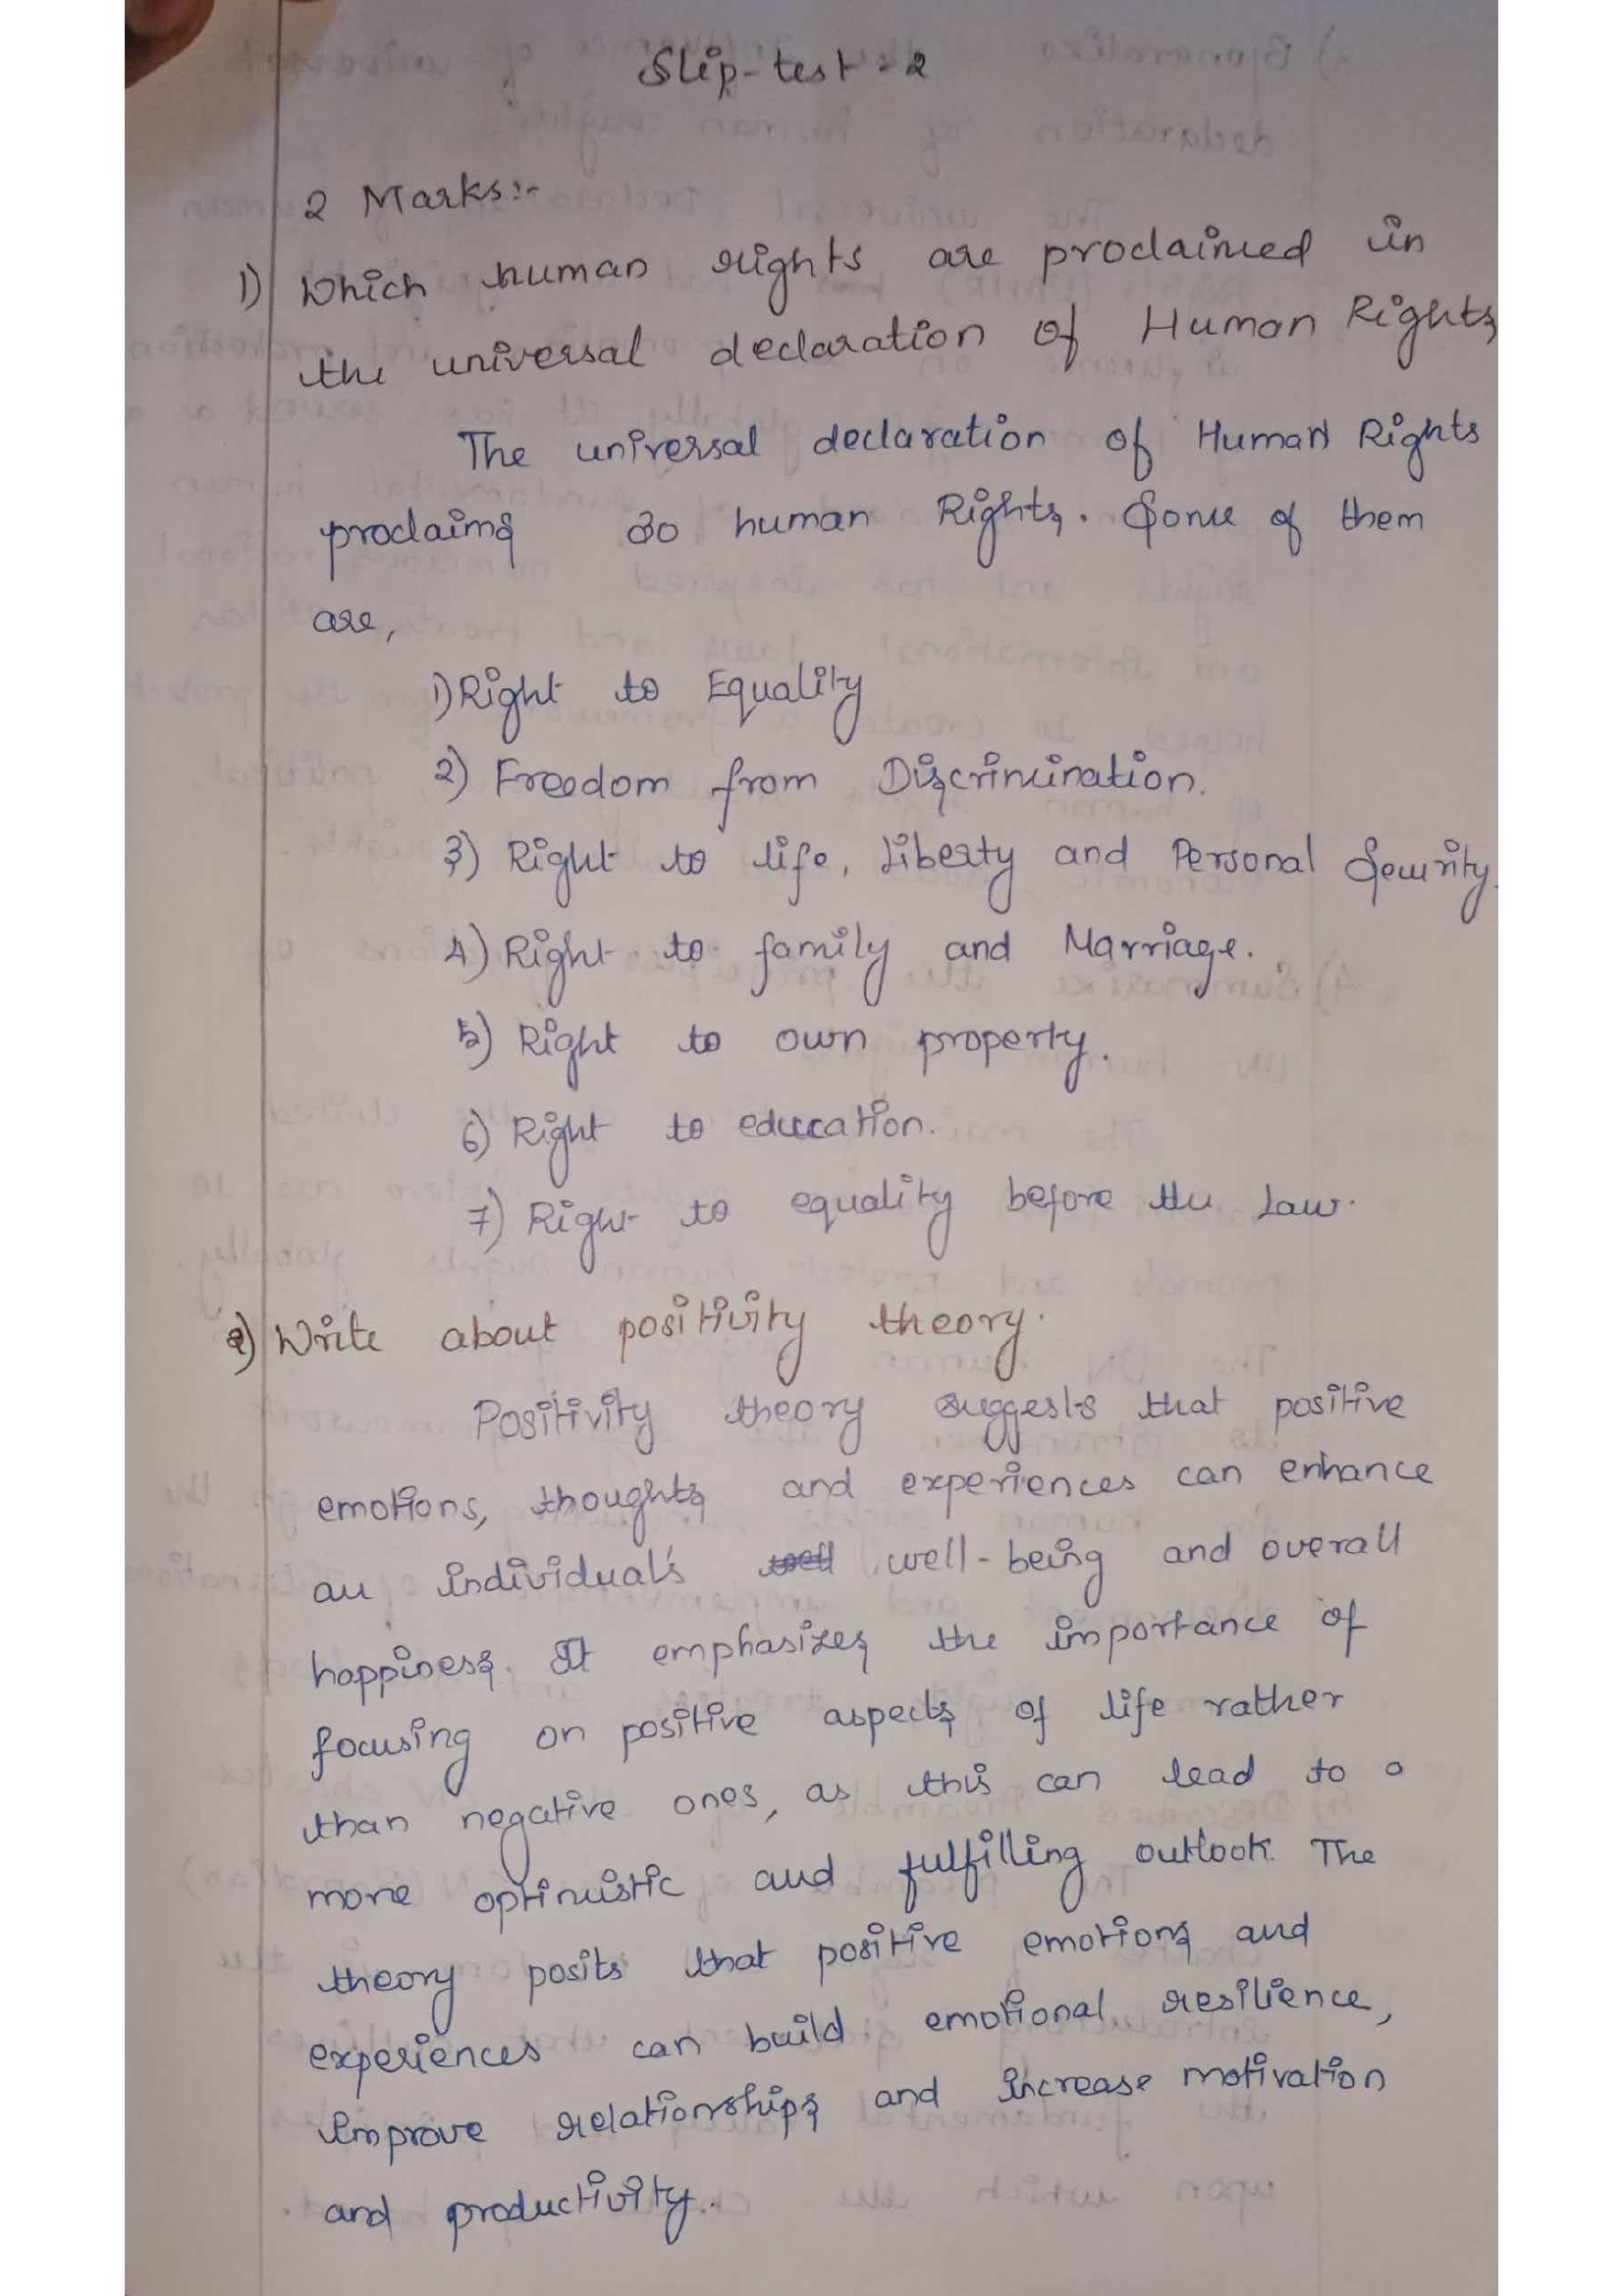 Slip-test-2
2 Marks:-
1) Which human rights are proclaimed in
the universal declaration of Human Rights
The universal declaration of Human Rights
proclaims 30 human Rights. Some of them
are,
1) Right to Equality
2) Freedom from Discrimination.
3) Right to life, liberty and Personal Security.
4) Right to family and Marriage.
5) Right to own property.
6) Right to education.
7) Right to equality before the Law.
2) Write about positivity theory.
Positivity theory suggests that positive
emotions, thoughts and experiences can enhance
an individual's well-being and overall
happiness. It emphasizes the importance of
focusing on positive aspects of life rather
than negative ones, as this can lead to a
more optimistic and fulfilling outlook. The
theory posits that positive emotions and
experiences can build emotional resilience,
improve relationships and increase motivation
and productivity.